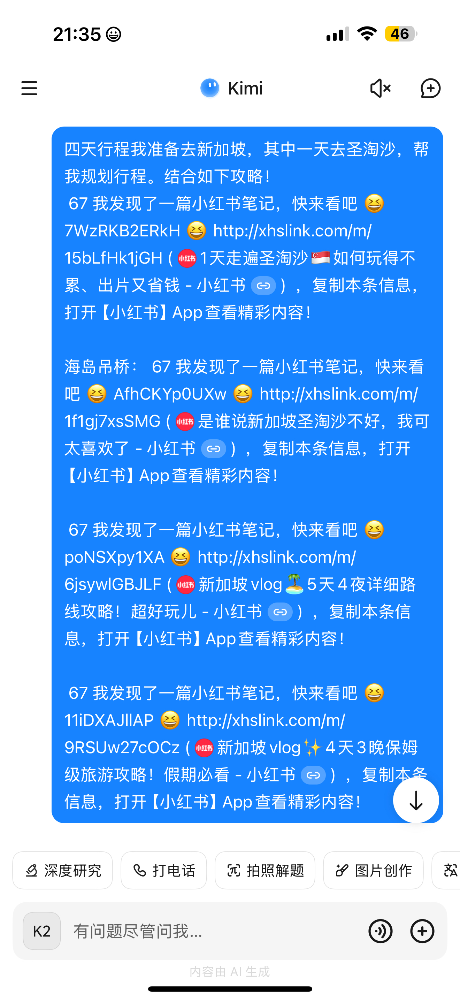 21:35
46
Kimi
四天行程我准备去新加坡，其中一天去圣淘沙，帮
我规划行程。结合如下攻略！
67 我发现了一篇小红书笔记，快来看吧 😆
7WzRKB2ERkH 😆 http://xhslink.com/m/
15bLfHk1jGH ( 小红书 1天走遍圣淘沙🇸🇬如何玩得不
累、出片又省钱 - 小红书 ) ，复制本条信息，
打开【小红书】App查看精彩内容！
海岛吊桥： 67 我发现了一篇小红书笔记，快来看
吧 😆 AfhCKYp0UXw 😆 http://xhslink.com/m/
1f1gj7xsSMG ( 小红书 是谁说新加坡圣淘沙不好，我可
太喜欢了 - 小红书 ) ，复制本条信息，打开
【小红书】App查看精彩内容！
67 我发现了一篇小红书笔记，快来看吧 😆
poNSXpy1XA 😆 http://xhslink.com/m/
6jsywlGBJLF ( 小红书 新加坡vlog🏝️5天4夜详细路
线攻略！超好玩儿 - 小红书 ) ，复制本条信
息，打开【小红书】App查看精彩内容！
67 我发现了一篇小红书笔记，快来看吧 😆
11iDXAJllAP 😆 http://xhslink.com/m/
9RSUw27cOCz ( 小红书 新加坡vlog✨4天3晚保姆
级旅游攻略！假期必看 - 小红书 ) ，复制本条
信息，打开【小红书】App查看精彩内容！
深度研究 打电话 拍照解题 图片创作
K2 有问题尽管问我...
内容由 AI 生成